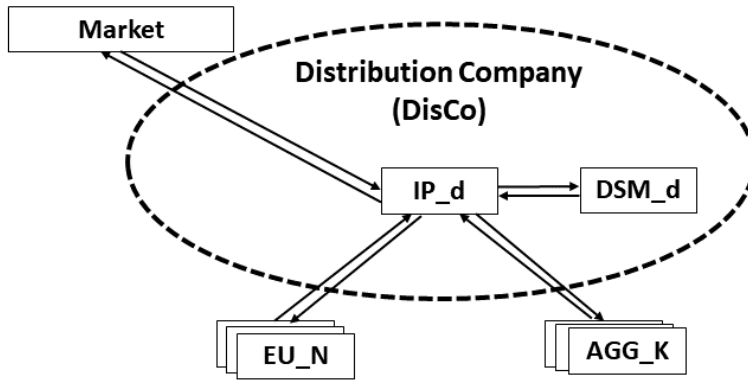 Market
Distribution Company
(DisCo)
IP_d
DSM_d
EU_N
AGG_K